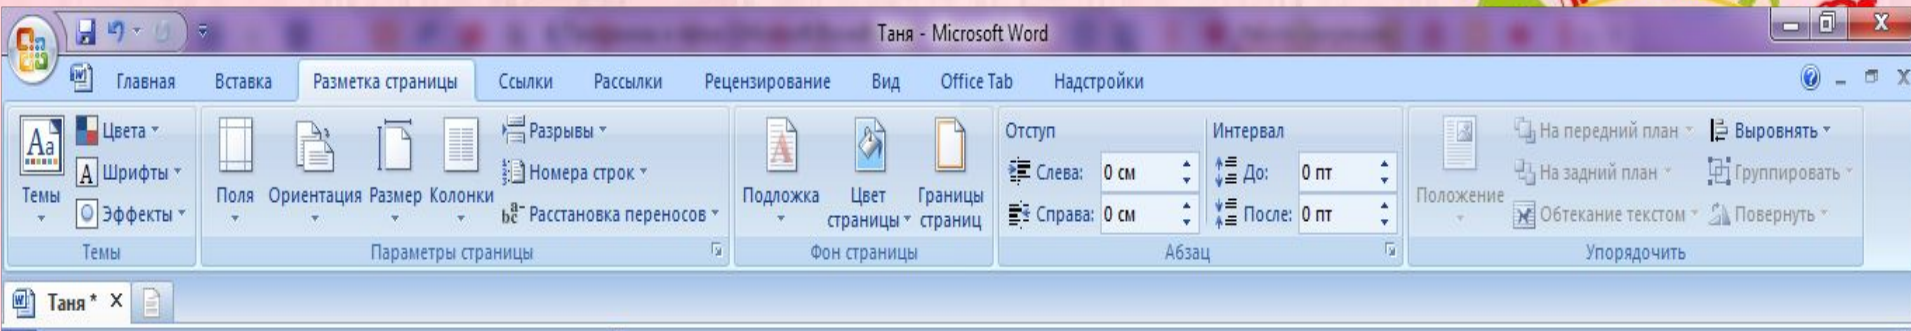 Таня - Microsoft Word
Главная Вставка Разметка страницы Ссылки Рассылки Рецензирование Вид Office Tab Надстройки
Aa Темы
Цвета
A Шрифты
Эффекты
Темы
Поля Ориентация Размер Колонки
Разрывы
Номера строк
Расстановка переносов
Параметры страницы
Подложка Цвет страницы Границы страниц
Фон страницы
Отступ
Слева: 0 см
Справа: 0 см
Интервал
До: 0 пт
После: 0 пт
Абзац
Положение
На передний план
На задний план
Обтекание текстом
Выровнять
Группировать
Повернуть
Упорядочить
Таня *